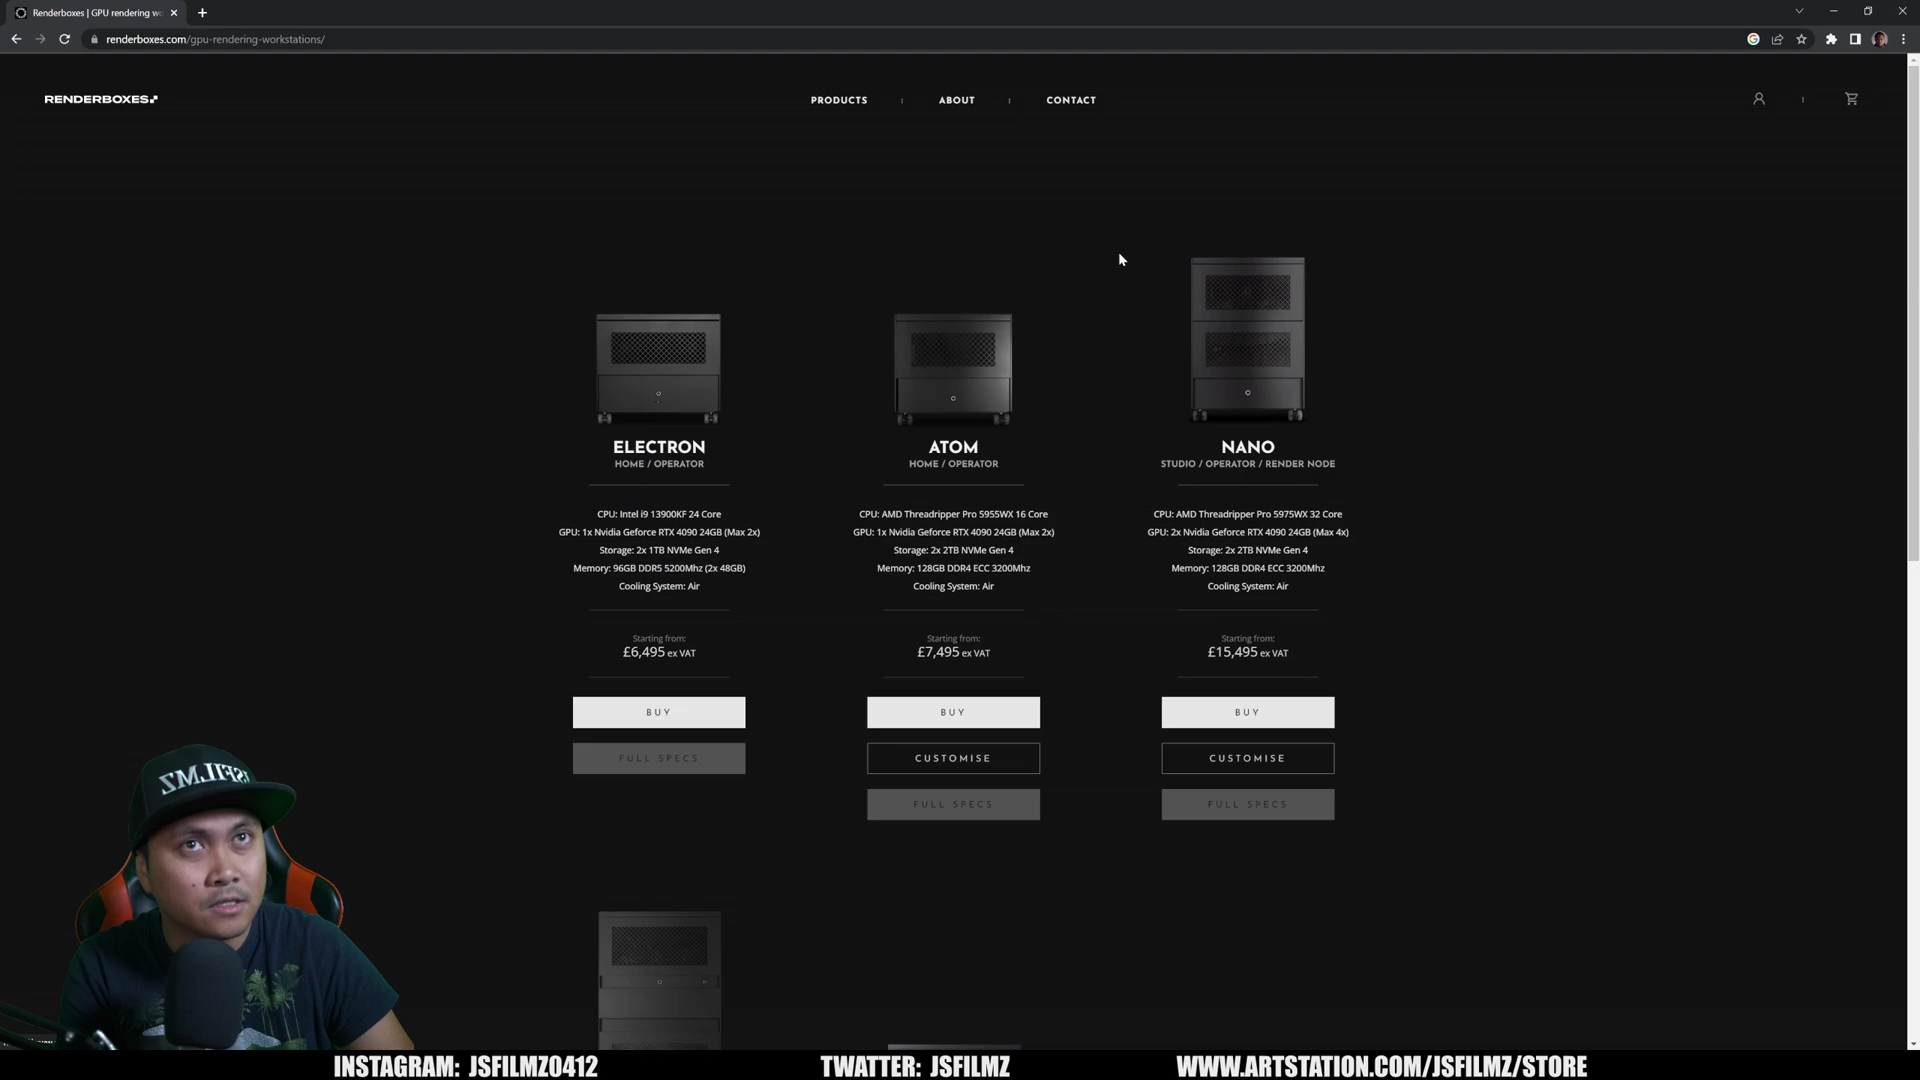 Renderboxes | GPU rendering wo
renderboxes.com/gpu-rendering-workstations/
RENDERBOXES
PRODUCTS
ABOUT
CONTACT
ELECTRON
HOME / OPERATOR
CPU: Intel i9 13900KF 24 Core
GPU: 1x Nvidia Geforce RTX 4090 24GB (Max 2x)
Storage: 2x 1TB NVMe Gen 4
Memory: 96GB DDR5 5200Mhz (2x 48GB)
Cooling System: Air
Starting from:
£6,495 ex VAT
BUY
FULL SPECS
ATOM
HOME / OPERATOR
CPU: AMD Threadripper Pro 5955WX 16 Core
GPU: 1x Nvidia Geforce RTX 4090 24GB (Max 2x)
Storage: 2x 2TB NVMe Gen 4
Memory: 128GB DDR4 ECC 3200Mhz
Cooling System: Air
Starting from:
£7,495 ex VAT
BUY
CUSTOMISE
FULL SPECS
NANO
STUDIO / OPERATOR / RENDER NODE
CPU: AMD Threadripper Pro 5975WX 32 Core
GPU: 2x Nvidia Geforce RTX 4090 24GB (Max 4x)
Storage: 2x 2TB NVMe Gen 4
Memory: 128GB DDR4 ECC 3200Mhz
Cooling System: Air
Starting from:
£15,495 ex VAT
BUY
CUSTOMISE
FULL SPECS
JSFILMZ
INSTAGRAM: JSFILMZ0412
TWATTER: JSFILMZ
WWW.ARTSTATION.COM/JSFILMZ/STORE